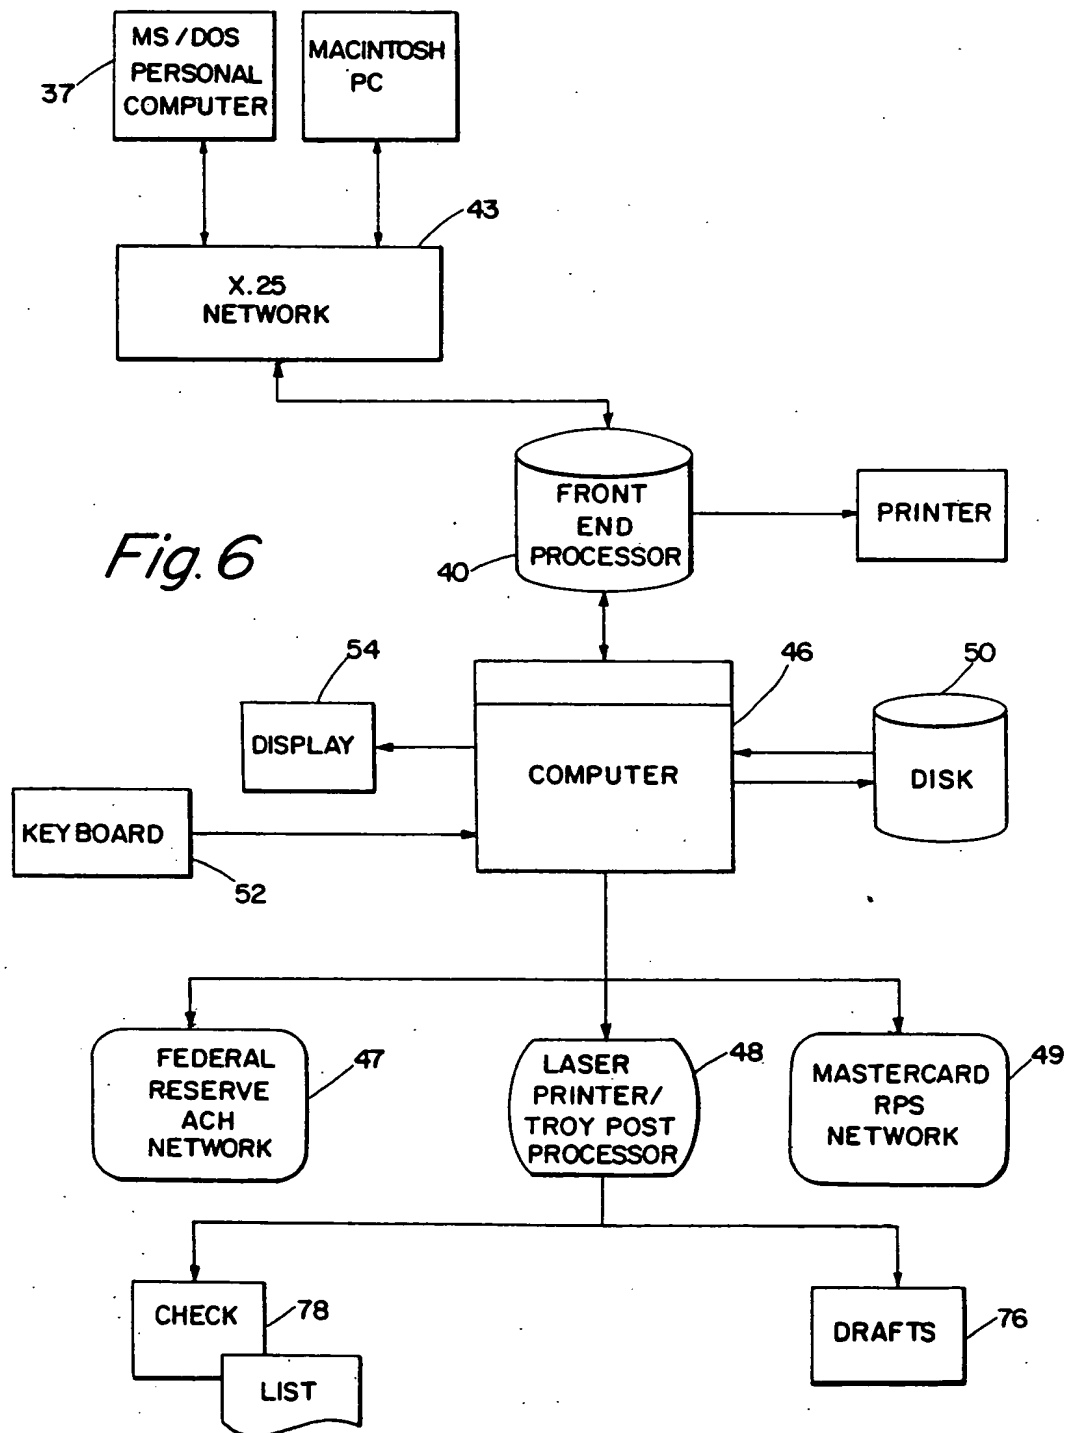 MS/DOS
PERSONAL
COMPUTER
MACINTOSH
PC
37
43
X.25
NETWORK
FRONT
END
PROCESSOR
40
PRINTER
Fig. 6
54
46
50
DISPLAY
COMPUTER
DISK
KEYBOARD
52
FEDERAL
RESERVE
ACH
NETWORK
47
LASER
PRINTER/
TROY POST
PROCESSOR
48
MASTERCARD
RPS
NETWORK
49
CHECK
78
LIST
DRAFTS
76